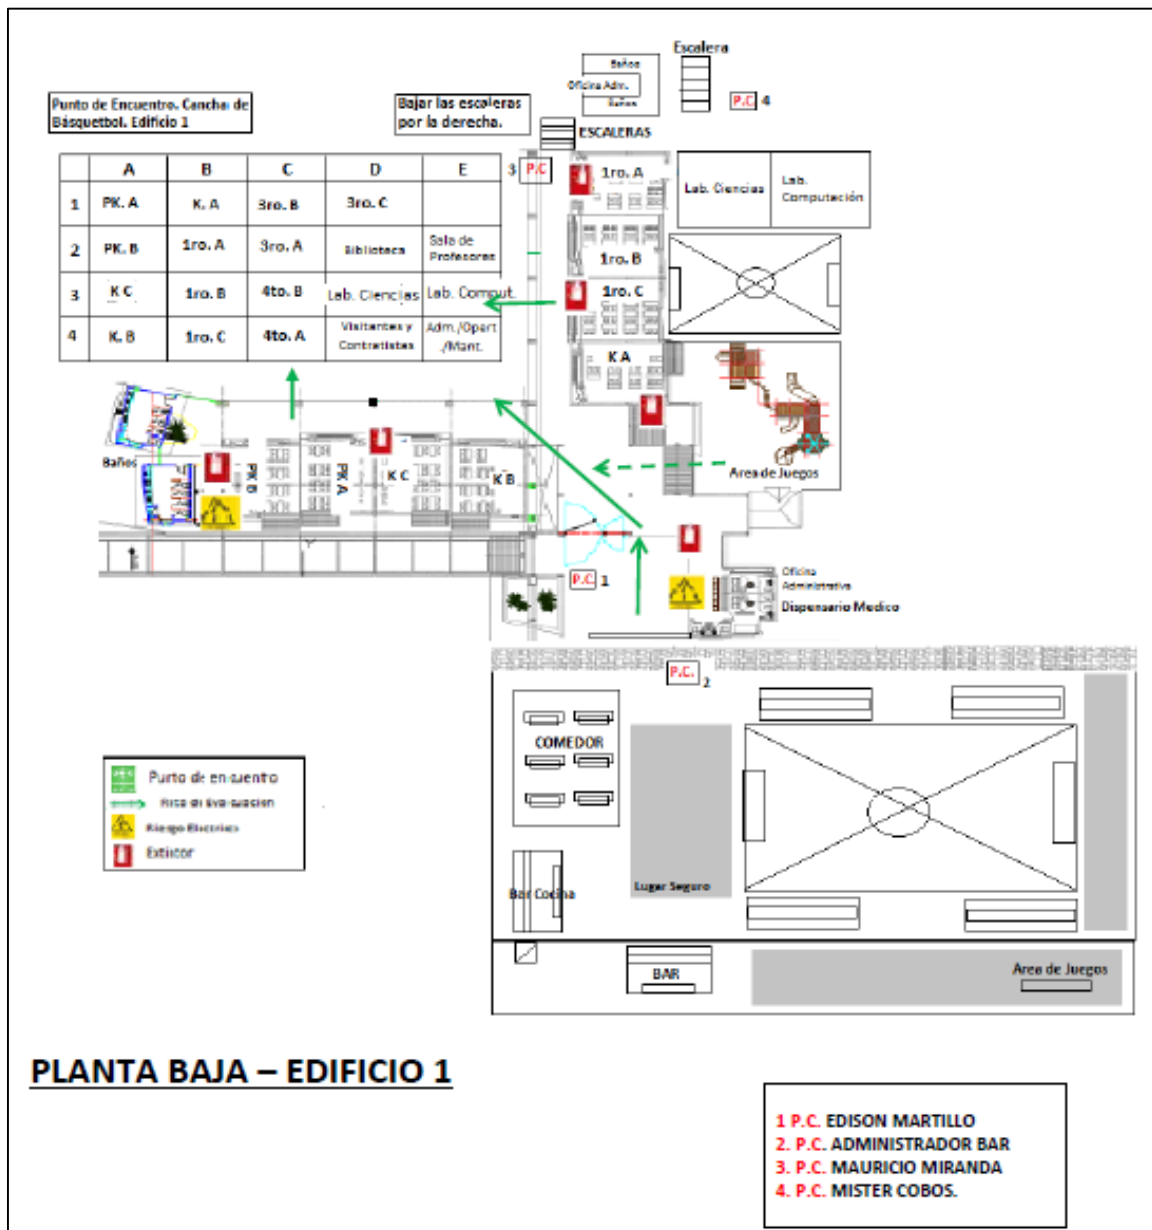 Escalera
Baños
Oficina Adm.
Baños
P.C 4
Punto de Encuentro. Cancha de
Básquetbol. Edificio 1
Bajar las escaleras
por la derecha.
ESCALERAS
3 P.C
A B C D E
1 PK. A K. A 3ro. B 3ro. C
2 PK. B 1ro. A 3ro. A Biblioteca Sala de Profesores
3 K C 1ro. B 4to. B Lab. Ciencias Lab. Comput.
4 K. B 1ro. C 4to. A Visitantes y Contratistas Adm./Opert ./Mant.
1ro. A
1ro. B
1ro. C
K A
Lab. Ciencias
Lab.
Computación
Area de Juegos
Baños
PK B
PK A
K C
K B
P.C. 1
Oficina
Administrativa
Dispensario Medico
P.C. 2
COMEDOR
Bar Cocina
Lugar Seguro
BAR
Area de Juegos
Punto de encuentro
Riesgo Electrico
PLANTA BAJA – EDIFICIO 1
1 P.C. EDISON MARTILLO
2. P.C. ADMINISTRADOR BAR
3. P.C. MAURICIO MIRANDA
4. P.C. MISTER COBOS.